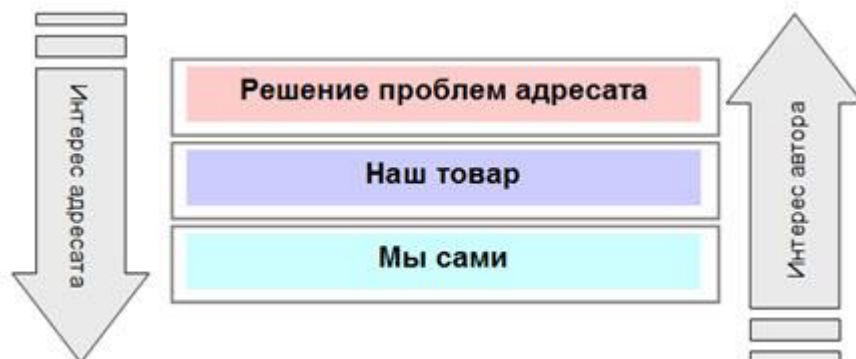 Интерес адресата
Решение проблем адресата
Наш товар
Мы сами
Интерес автора